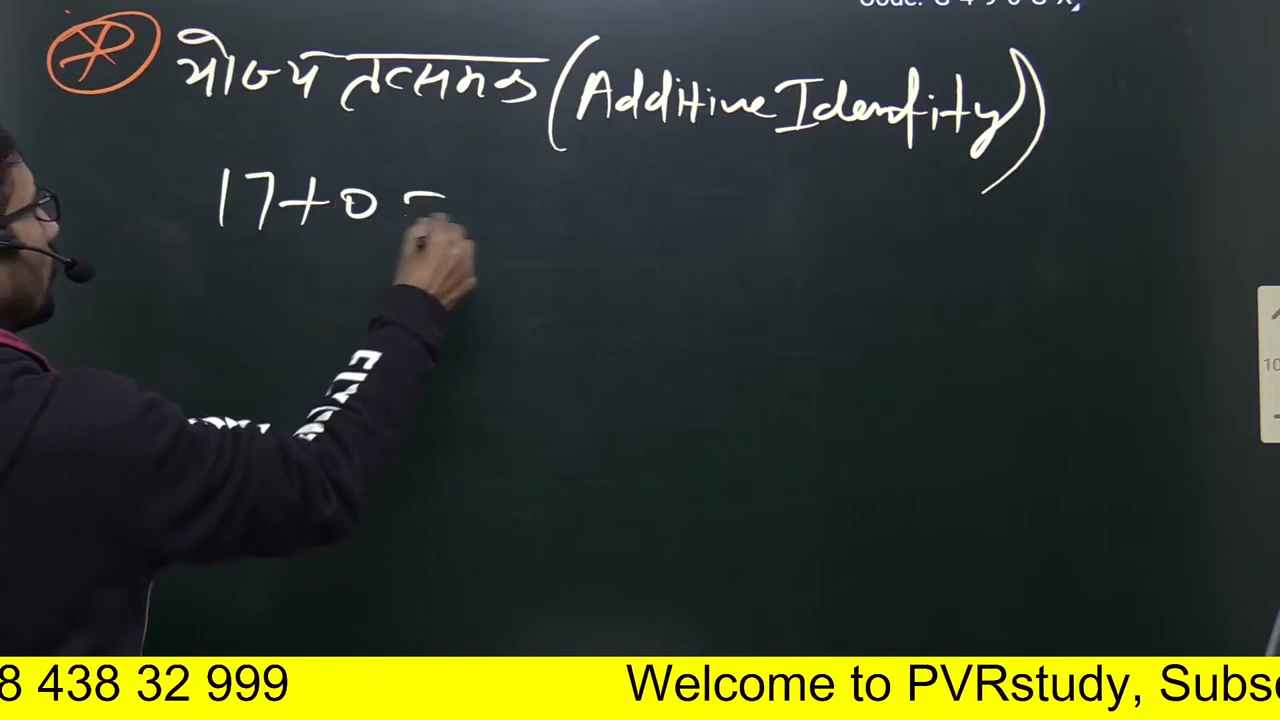 योज्य तत्समक (Additive Identity)
17+0 =
8 438 32 999 Welcome to PVRstudy, Subs